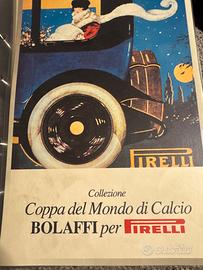 PIRELLI
Collezione
Coppa del Mondo di Calcio
BOLAFFI per PIRELLI